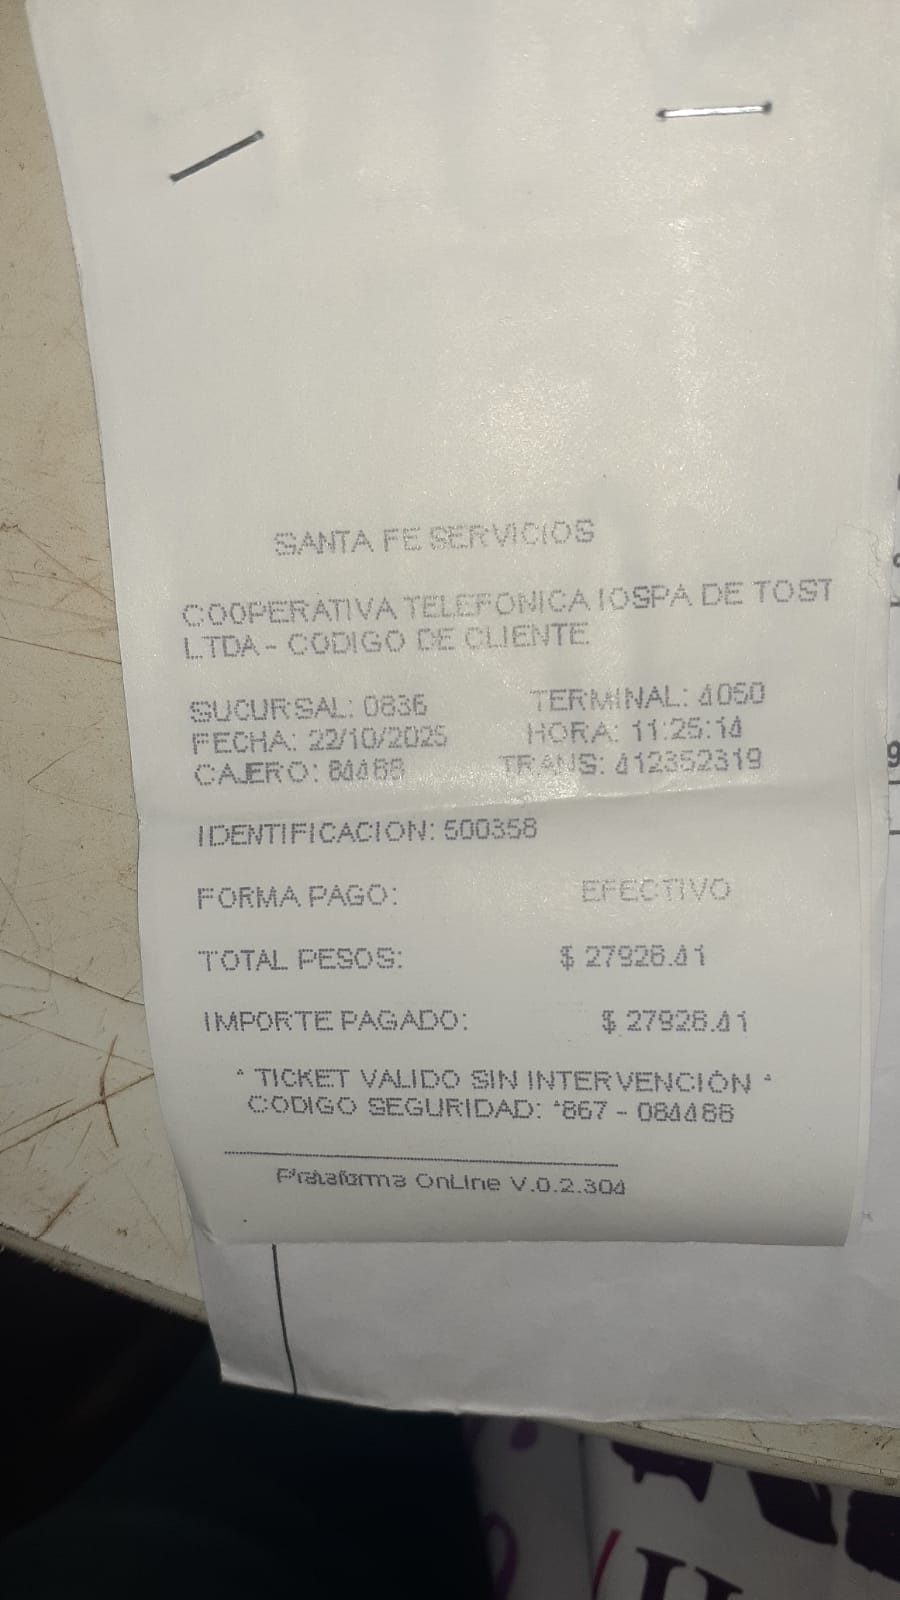 SANTA FE SERVICIOS
COOPERATIVA TELEFONICA IOSPA DE TOST
LTDA - CODIGO DE CLIENTE
SUCURSAL: 0836 TERMINAL: 4050
FECHA: 22/10/2025 HORA: 11:25:14
CAJERO: 84488 TRANS: 412352319
IDENTIFICACION: 500358
FORMA PAGO: EFECTIVO
TOTAL PESOS: $ 27928.41
IMPORTE PAGADO: $ 27928.41
* TICKET VALIDO SIN INTERVENCIÓN *
CODIGO SEGURIDAD: *867 - 084488
Plataforma OnLine V.0.2.304